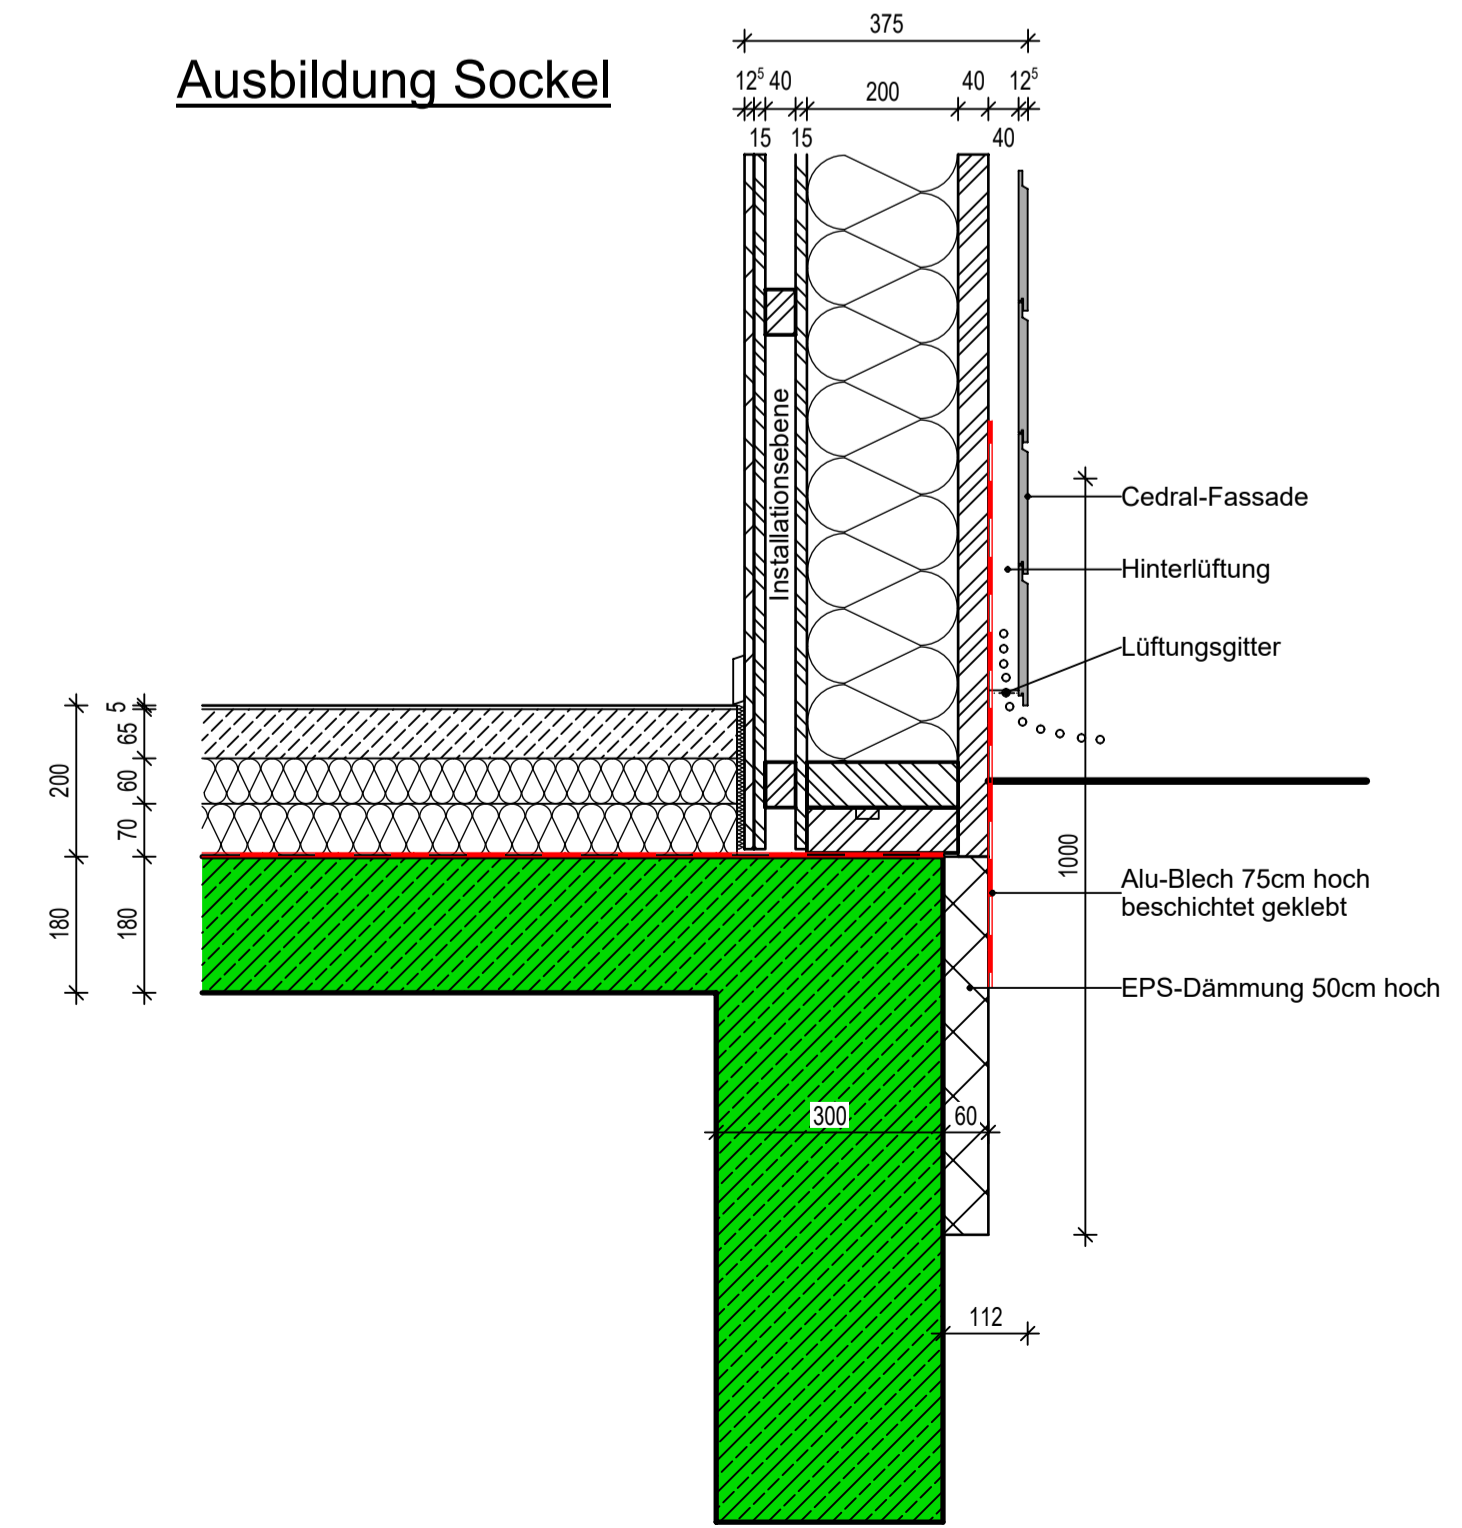 Ausbildung Sockel
375
12⁵ 40 200 40 12⁵
15 15 40
Installationsebene
Cedral-Fassade
Hinterlüftung
Lüftungsgitter
5
65
200
60
70
1000
Alu-Blech 75cm hoch
beschichtet geklebt
180 180
EPS-Dämmung 50cm hoch
300 60
112